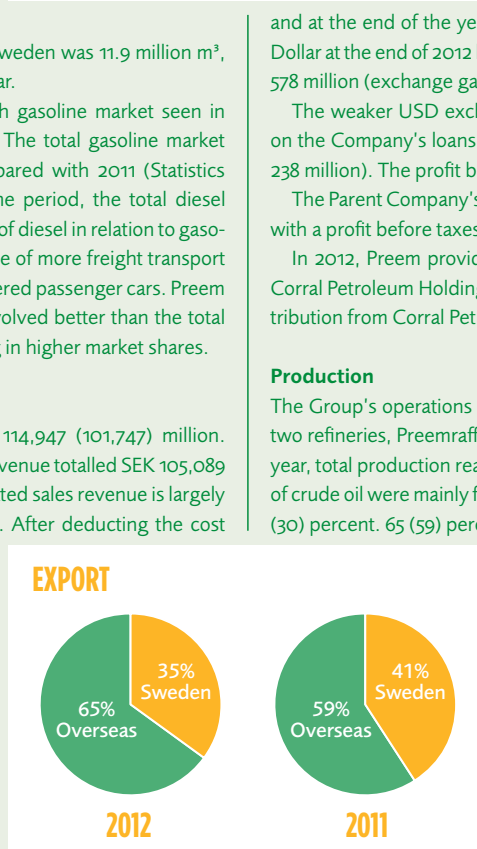 weden was 11.9 million m³,
ar.
h gasoline market seen in
The total gasoline market
pared with 2011 (Statistics
ne period, the total diesel
of diesel in relation to gaso-
e of more freight transport
ered passenger cars. Preem
volved better than the total
g in higher market shares.
114,947 (101,747) million.
venue totalled SEK 105,089
ted sales revenue is largely
. After deducting the cost
and at the end of the ye
Dollar at the end of 2012
578 million (exchange ga
The weaker USD exch
on the Company's loans
238 million). The profit b
The Parent Company's
with a profit before taxes
In 2012, Preem provid
Corral Petroleum Holding
tribution from Corral Pet
Production
The Group's operations
two refineries, Preemraff
year, total production rea
of crude oil were mainly f
(30) percent. 65 (59) perc
EXPORT
35%
Sweden
65%
Overseas
2012
41%
Sweden
59%
Overseas
2011